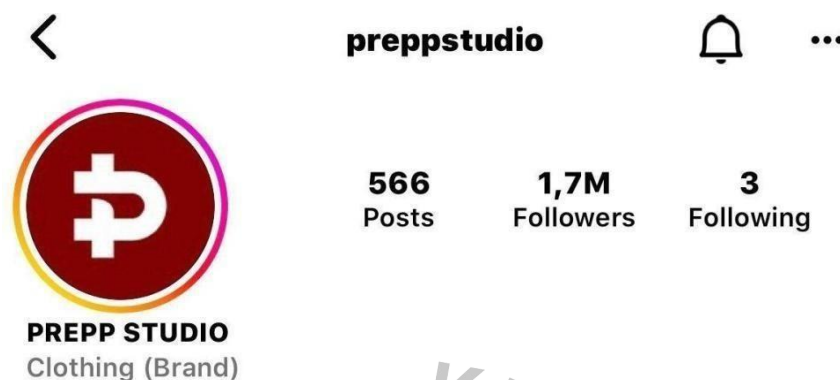 preppstudio
566 1,7M 3
Posts Followers Following
PREPP STUDIO
Clothing (Brand)